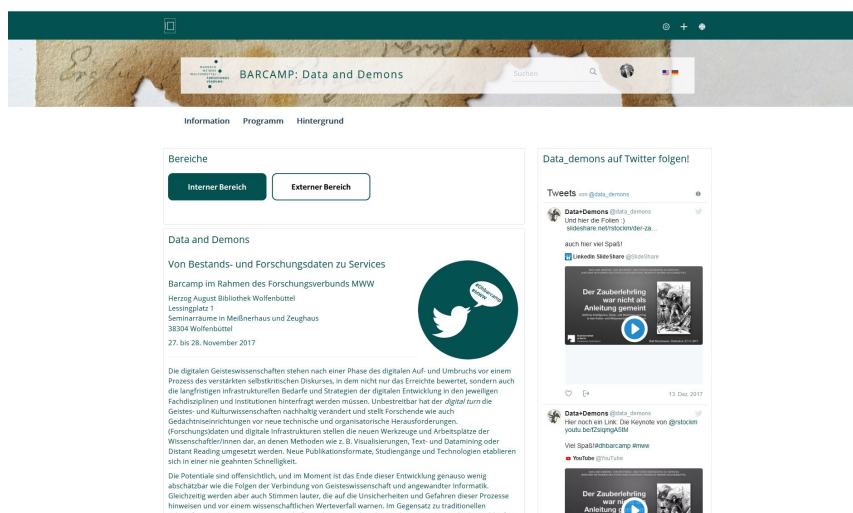 BARCAMP: Data and Demons
Suchen
Information Programm Hintergrund
Bereiche
Interner Bereich
Externer Bereich
Data and Demons
Von Bestands- und Forschungsdaten zu Services
Barcamp im Rahmen des Forschungsverbunds MWW
Herzog August Bibliothek Wolfenbüttel
Lessingplatz 1
Seminarräume in Meißnerhaus und Zeughaus
38304 Wolfenbüttel
27. bis 28. November 2017
#Dhbarcamp
#MWW
Die digitalen Geisteswissenschaften stehen nach einer Phase des digitalen Auf- und Umbruchs vor einem
Prozess des verstärkten selbstkritischen Diskurses, in dem nicht nur das Erreichte bewertet, sondern auch
die langfristigen infrastrukturellen Bedarfe und Strategien der digitalen Entwicklung in den jeweiligen
Fachdisziplinen und Institutionen hinterfragt werden müssen. Unbestreitbar hat der digital turn die
Geistes- und Kulturwissenschaften nachhaltig verändert und stellt Forschende wie auch
Gedächtniseinrichtungen vor neue technische und organisatorische Herausforderungen.
(Forschungs)daten und digitale Infrastrukturen stellen die neuen Werkzeuge und Arbeitsplätze der
Wissenschaftler/innen dar, an denen Methoden wie z. B. Visualisierungen, Text- und Datamining oder
Distant Reading umgesetzt werden. Neue Publikationsformate, Studiengänge und Technologien etablieren
sich in einer nie geahnten Schnelligkeit.
Die Potentiale sind offensichtlich, und im Moment ist das Ende dieser Entwicklung genauso wenig
abschätzbar wie die Folgen der Verbindung von Geisteswissenschaft und angewandter Informatik.
Gleichzeitig werden aber auch Stimmen lauter, die auf die Unsicherheiten und Gefahren dieser Prozesse
hinweisen und vor einem wissenschaftlichen Werteverfall warnen. Im Gegensatz zu traditionellen
Data_demons auf Twitter folgen!
Tweets von @data_demons
Data+Demons @data_demons
Und hier die Folien :)
slideshare.net/rstockm/der-za…
auch hier viel Spaß!
LinkedIn SlideShare @SlideShare
Der Zauberlehrling
war nicht als
Anleitung gemeint
13. Dez. 2017
Data+Demons @data_demons
Hier noch ein Link: Die Keynote von @rstockm
Viel Spaß!#dhbarcamp #mww
YouTube @YouTube
Der Zauberlehrling
war nicht als